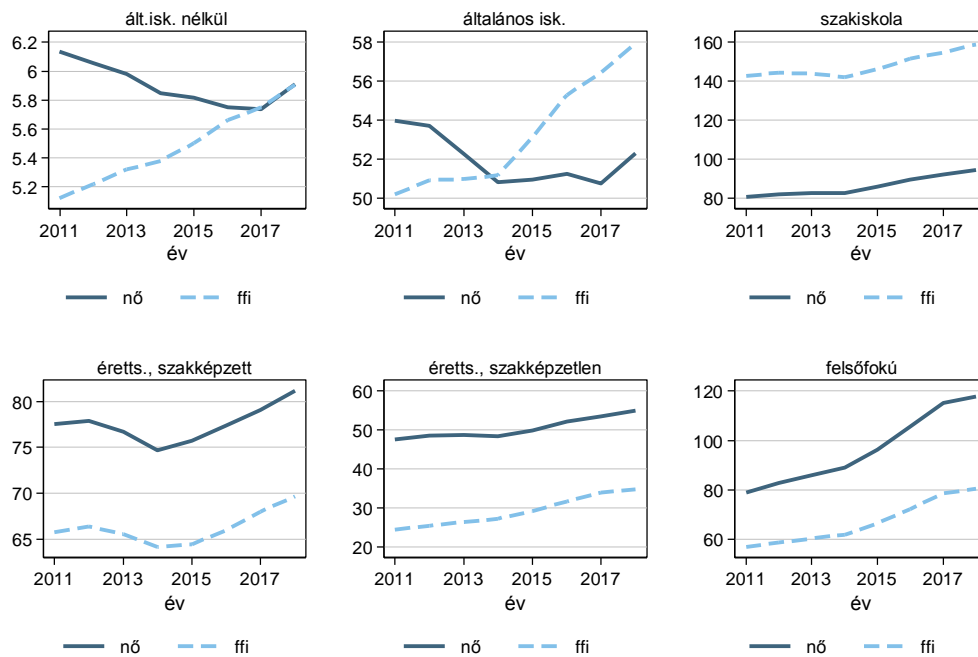 ált.isk. nélkül
6.2
6
5.8
5.6
5.4
5.2
2011 2013 2015 2017
év
nő ffi
általános isk.
58
56
54
52
50
2011 2013 2015 2017
év
nő ffi
szakiskola
160
140
120
100
80
2011 2013 2015 2017
év
nő ffi
éretts., szakképzett
80
75
70
65
2011 2013 2015 2017
év
nő ffi
éretts., szakképzetlen
60
50
40
30
20
2011 2013 2015 2017
év
nő ffi
felsőfokú
120
100
80
60
2011 2013 2015 2017
év
nő ffi